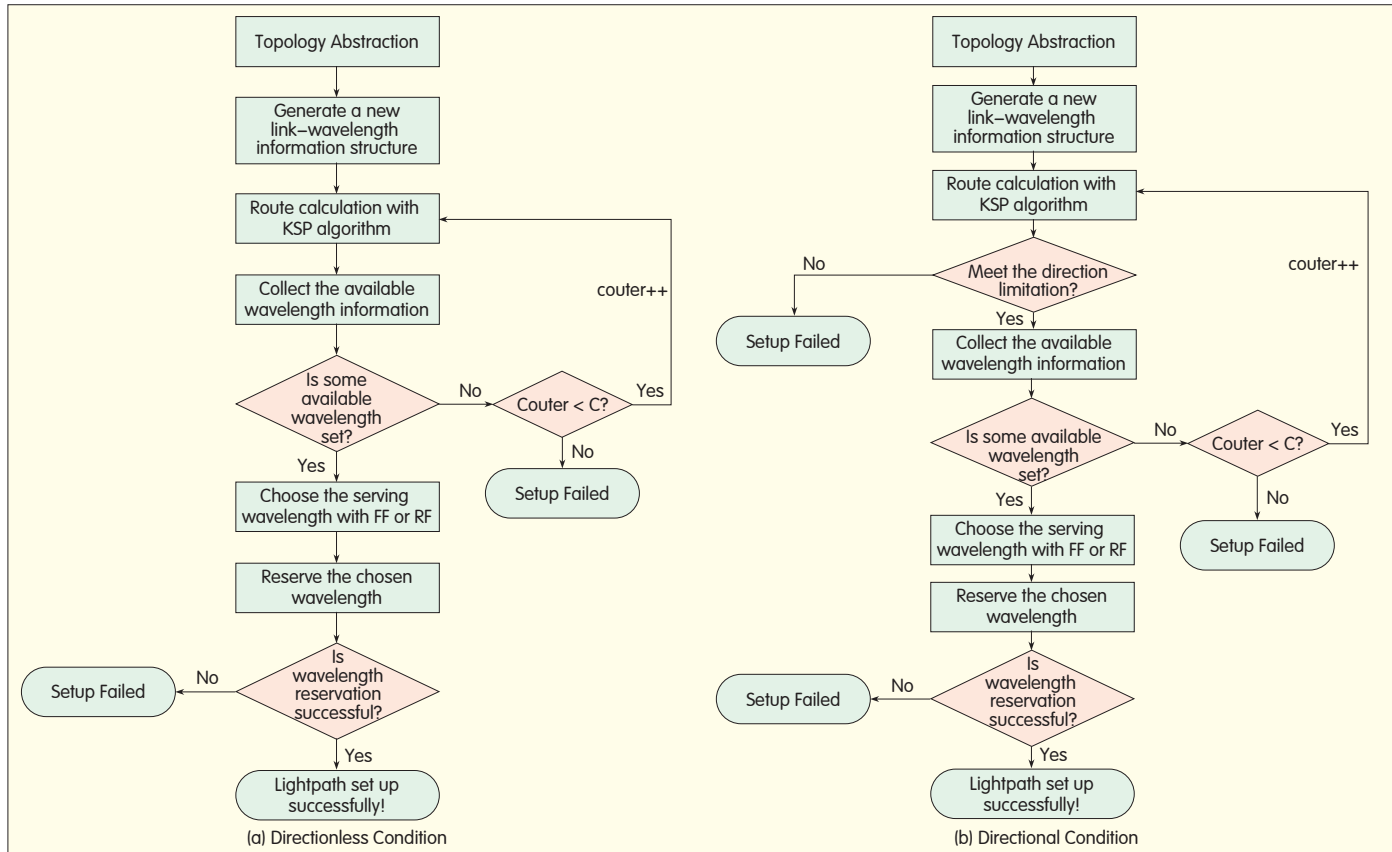 Topology Abstraction
Generate a new
link–wavelength
information structure
Route calculation with
KSP algorithm
Collect the available
wavelength information
couter++
Is some
available
wavelength
set?
No
Couter < C?
Yes
No
Setup Failed
Yes
Choose the serving
wavelength with FF or RF
Reserve the chosen
wavelength
Is
wavelength
reservation
successful?
No
Setup Failed
Yes
Lightpath set up
successfully!
(a) Directionless Condition
Topology Abstraction
Generate a new
link–wavelength
information structure
Route calculation with
KSP algorithm
couter++
Meet the direction
limitation?
No
Setup Failed
Yes
Collect the available
wavelength information
Is some available
wavelength
set?
No
Couter < C?
Yes
No
Setup Failed
Yes
Choose the serving
wavelength with FF or RF
Reserve the chosen
wavelength
Is
wavelength
reservation
successful?
No
Setup Failed
Yes
Lightpath set up
successfully!
(b) Directional Condition